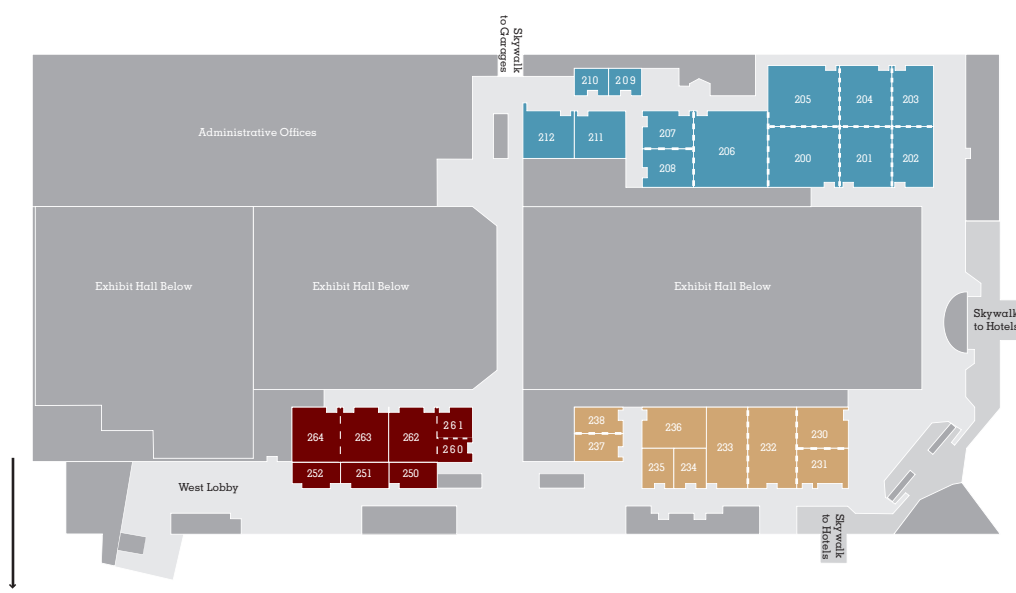 Skywalk
to Garages
210
209
205
204
203
Administrative Offices
212
211
207
206
208
200
201
202
Exhibit Hall Below
Exhibit Hall Below
Exhibit Hall Below
Skywalk
to Hotels
264
263
262
261
260
252
251
250
238
237
236
235
234
233
232
230
231
West Lobby
Skywalk
to Hotels